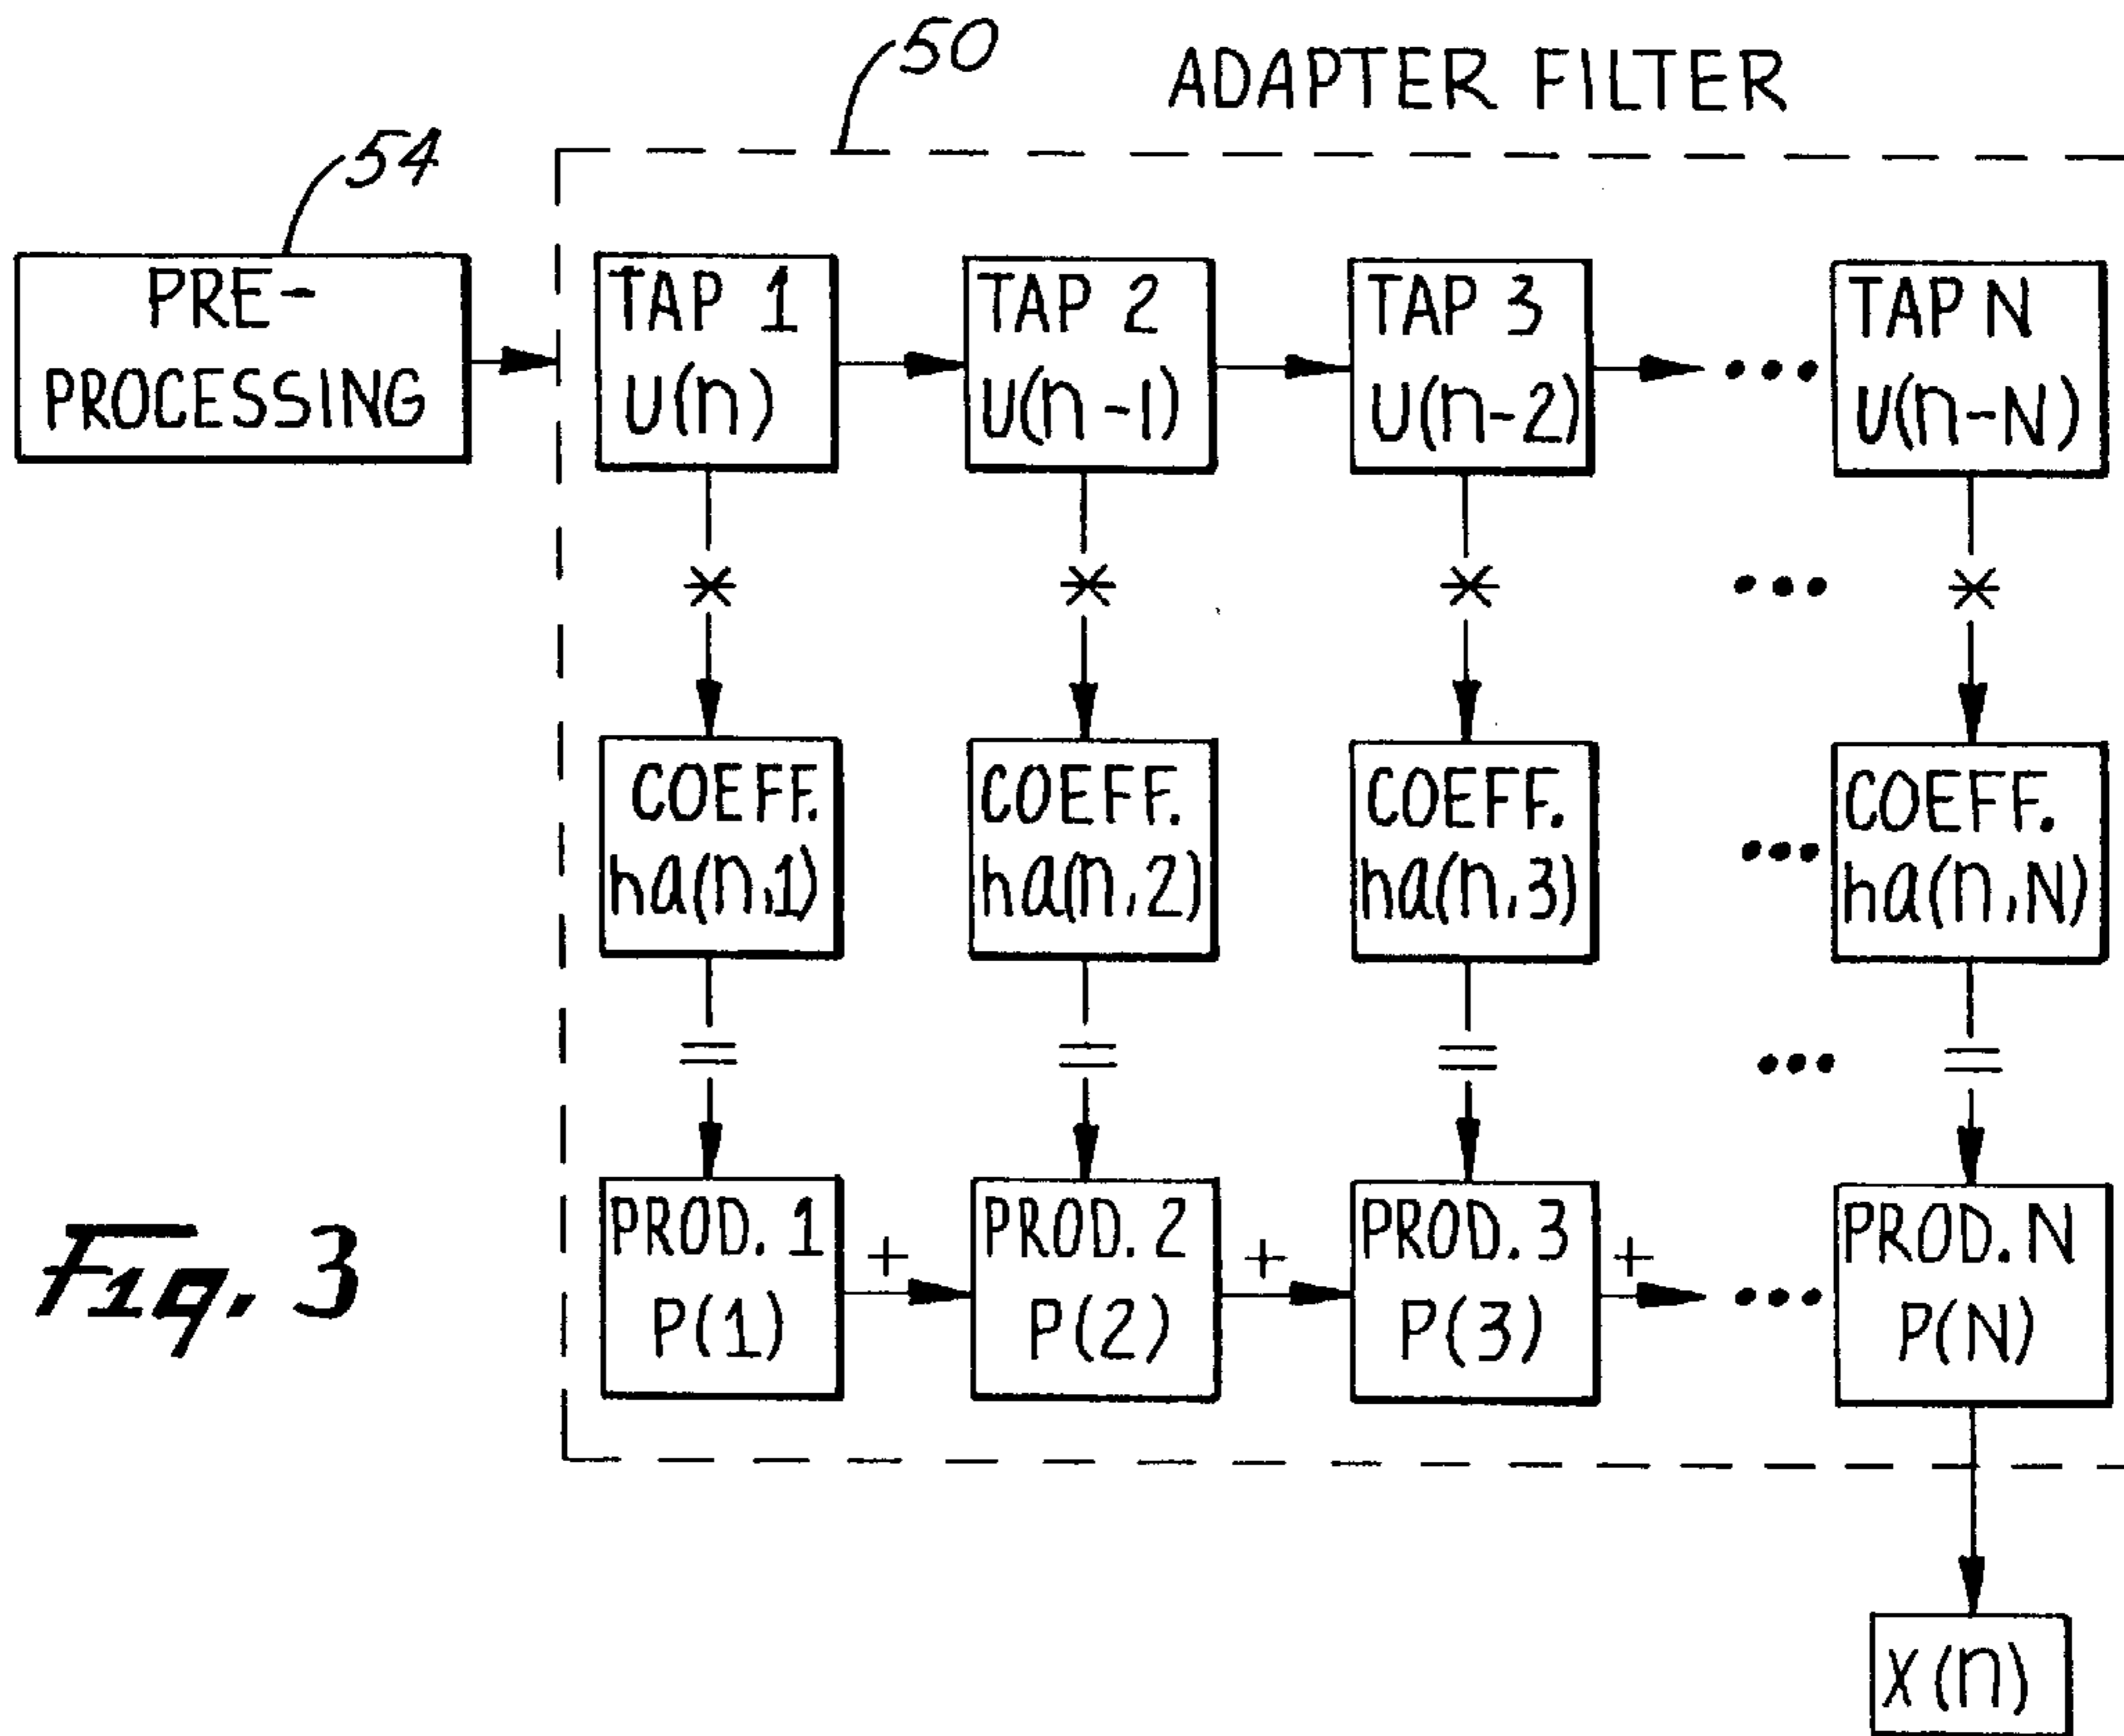 50
ADAPTER FILTER
54
PRE-
PROCESSING
TAP 1
U(n)
TAP 2
U(n-1)
TAP 3
U(n-2)
•••
TAP N
U(n-N)
*
*
*
•••
*
COEFF.
ha(n,1)
COEFF.
ha(n,2)
COEFF.
ha(n,3)
•••
COEFF.
ha(n,N)
=
=
=
•••
=
PROD. 1
P(1)
+
PROD. 2
P(2)
+
PROD. 3
P(3)
+
•••
PROD. N
P(N)
Fig. 3
X(n)